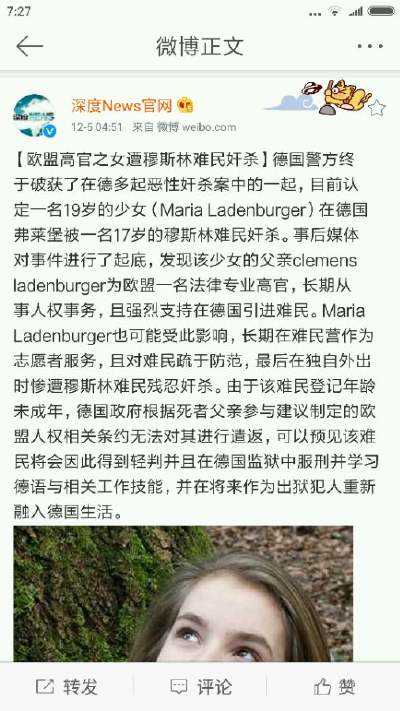 7:27
微博正文
深度News官网
12-5 04:51 来自 微博 weibo.com
【欧盟高官之女遭穆斯林难民奸杀】德国警方终
于破获了在德多起恶性奸杀案中的一起，目前认
定一名19岁的少女（Maria Ladenburger）在德国
弗莱堡被一名17岁的穆斯林难民奸杀。事后媒体
对事件进行了起底，发现该少女的父亲clemens
ladenburger为欧盟一名法律专业高官，长期从
事人权事务，且强烈支持在德国引进难民。Maria
Ladenburger也可能受此影响，长期在难民营作为
志愿者服务，且对难民疏于防范，最后在独自外出
时惨遭穆斯林难民残忍奸杀。由于该难民登记年龄
未成年，德国政府根据死者父亲参与建议制定的欧
盟人权相关条约无法对其进行遣返，可以预见该难
民将会因此得到轻判并且在德国监狱中服刑并学习
德语与相关工作技能，并在将来作为出狱犯人重新
融入德国生活。
转发
评论
赞